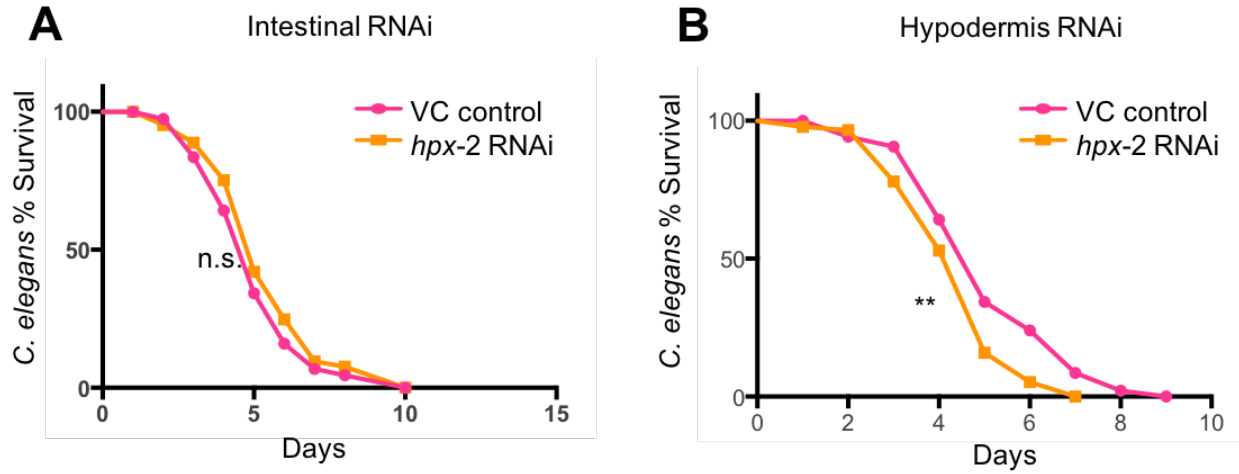 A
Intestinal RNAi
VC control
hpx-2 RNAi
C. elegans % Survival
100
50
0
n.s.
0 5 10 15
Days
B
Hypodermis RNAi
VC control
hpx-2 RNAi
C. elegans % Survival
100
50
0
**
0 2 4 6 8 10
Days